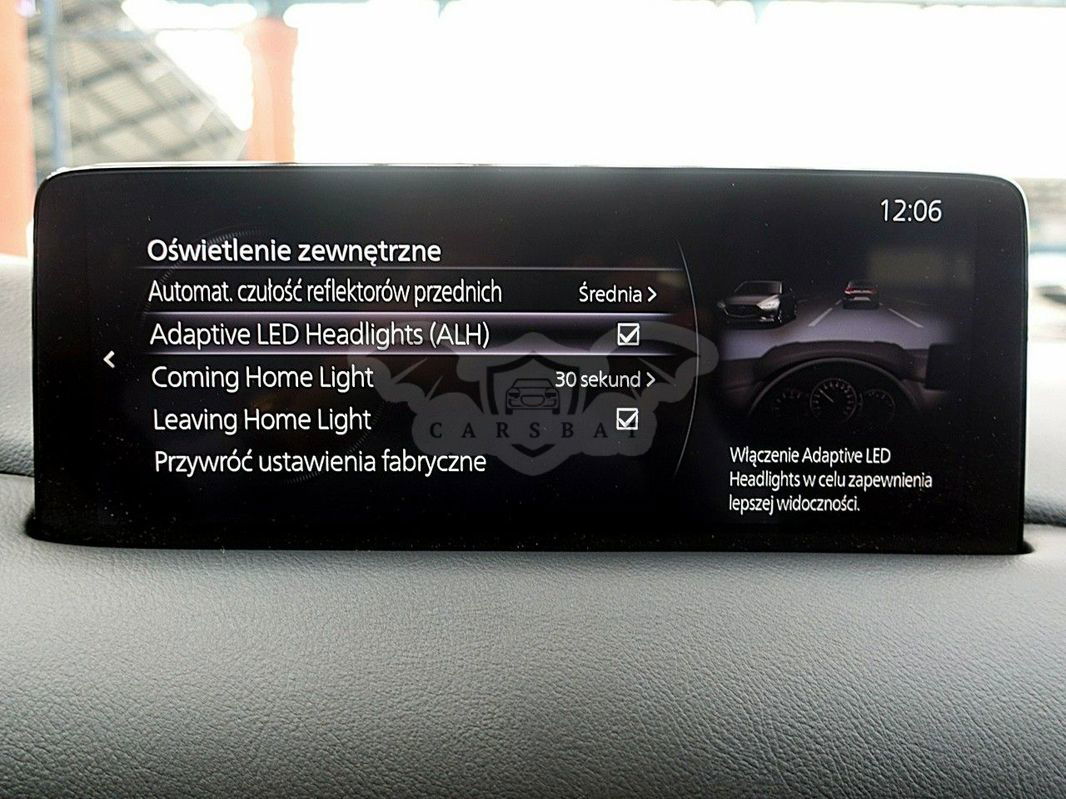 12:06
Oświetlenie zewnętrzne
Automat. czułość reflektorów przednich Średnia >
Adaptive LED Headlights (ALH)
Coming Home Light 30 sekund >
Leaving Home Light
Przywróć ustawienia fabryczne
CARSBAT
Włączenie Adaptive LED
Headlights w celu zapewnienia
lepszej widoczności.